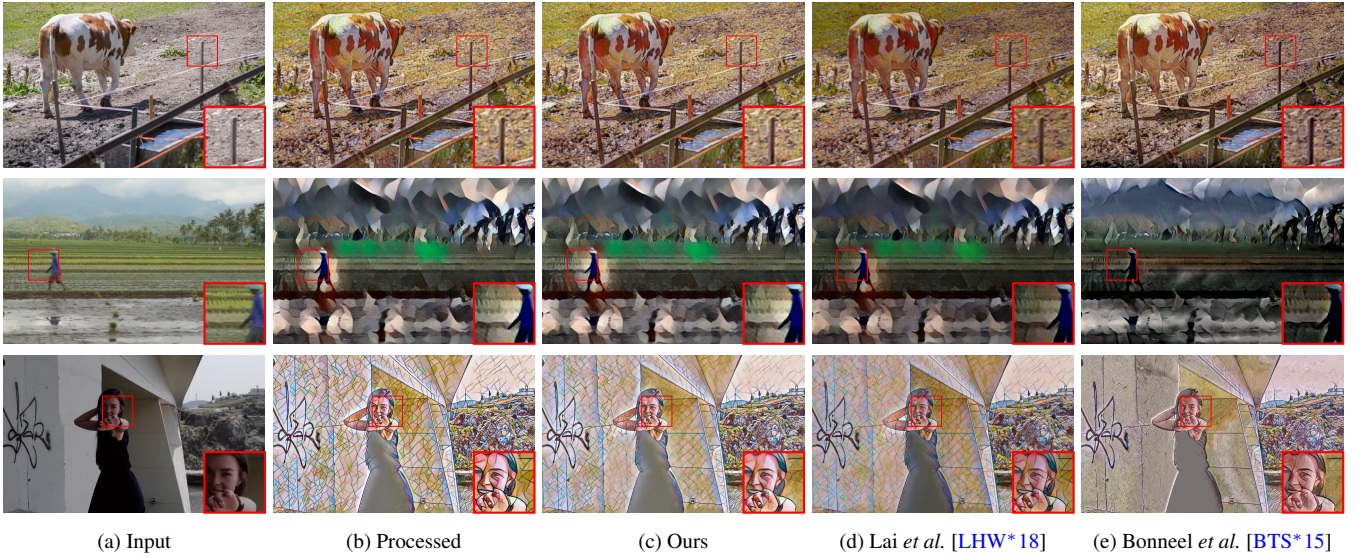 (a) Input
(b) Processed
(c) Ours
(d) Lai et al. [LHW*18]
(e) Bonneel et al. [BTS*15]